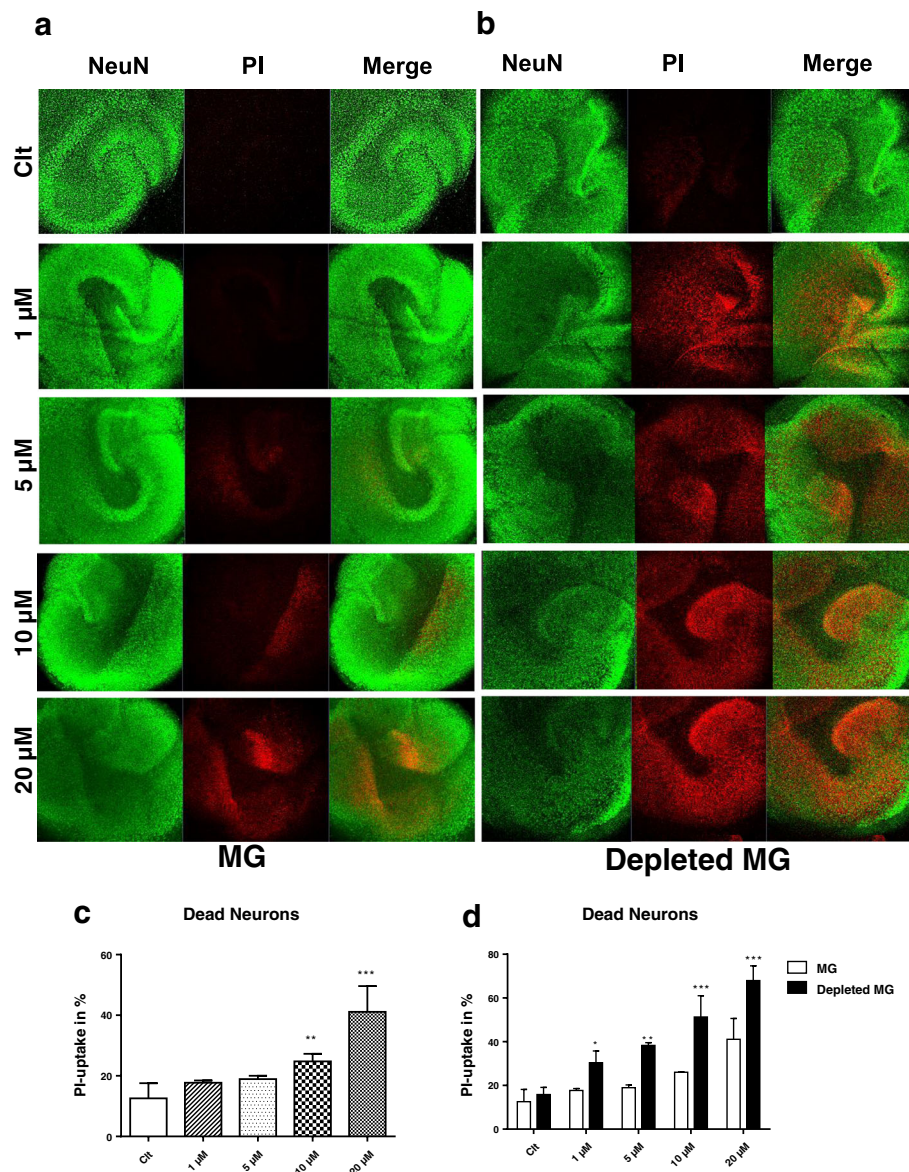 a
b
NeuN PI Merge
NeuN PI Merge
Clt
1 µM
5 µM
10 µM
20 µM
MG
Depleted MG
c
Dead Neurons
PI-uptake in %
60
40
20
0
Clt 1 µM 5 µM 10 µM 20 µM
** ***
d
Dead Neurons
PI-uptake in %
80
60
40
20
0
Clt 1 µM 5 µM 10 µM 20 µM
* ** *** ***
MG
Depleted MG